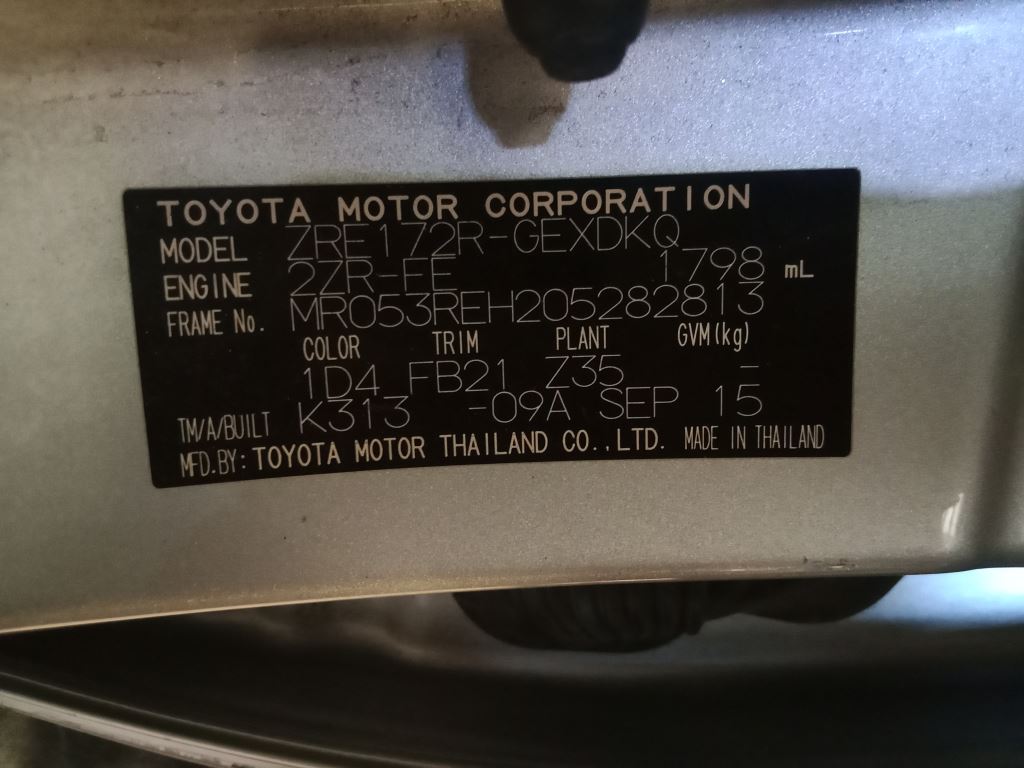 TOYOTA MOTOR CORPORATION
MODEL ZRE172R-GEXDKQ
ENGINE 2ZR-FE 1798 mL
FRAME No. MR053REH205282813
COLOR TRIM PLANT GVM(kg)
1D4 FB21 Z35 -
TM/A/BUILT K313 -09A SEP 15
MFD.BY: TOYOTA MOTOR THAILAND CO.,LTD. MADE IN THAILAND